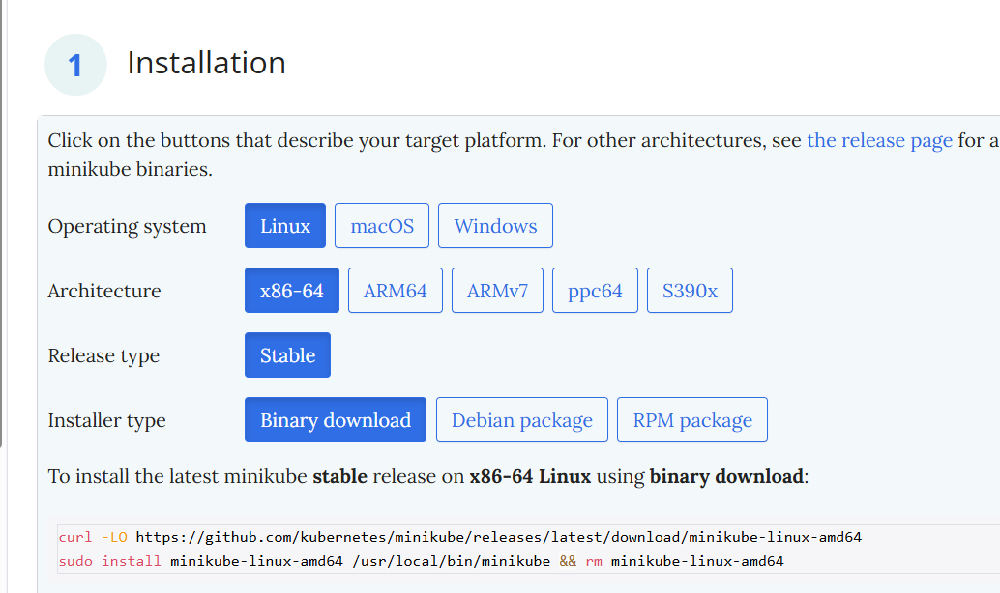 1 Installation
Click on the buttons that describe your target platform. For other architectures, see the release page for a
minikube binaries.
Operating system Linux macOS Windows
Architecture x86-64 ARM64 ARMv7 ppc64 S390x
Release type Stable
Installer type Binary download Debian package RPM package
To install the latest minikube stable release on x86-64 Linux using binary download:
curl -LO https://github.com/kubernetes/minikube/releases/latest/download/minikube-linux-amd64
sudo install minikube-linux-amd64 /usr/local/bin/minikube && rm minikube-linux-amd64